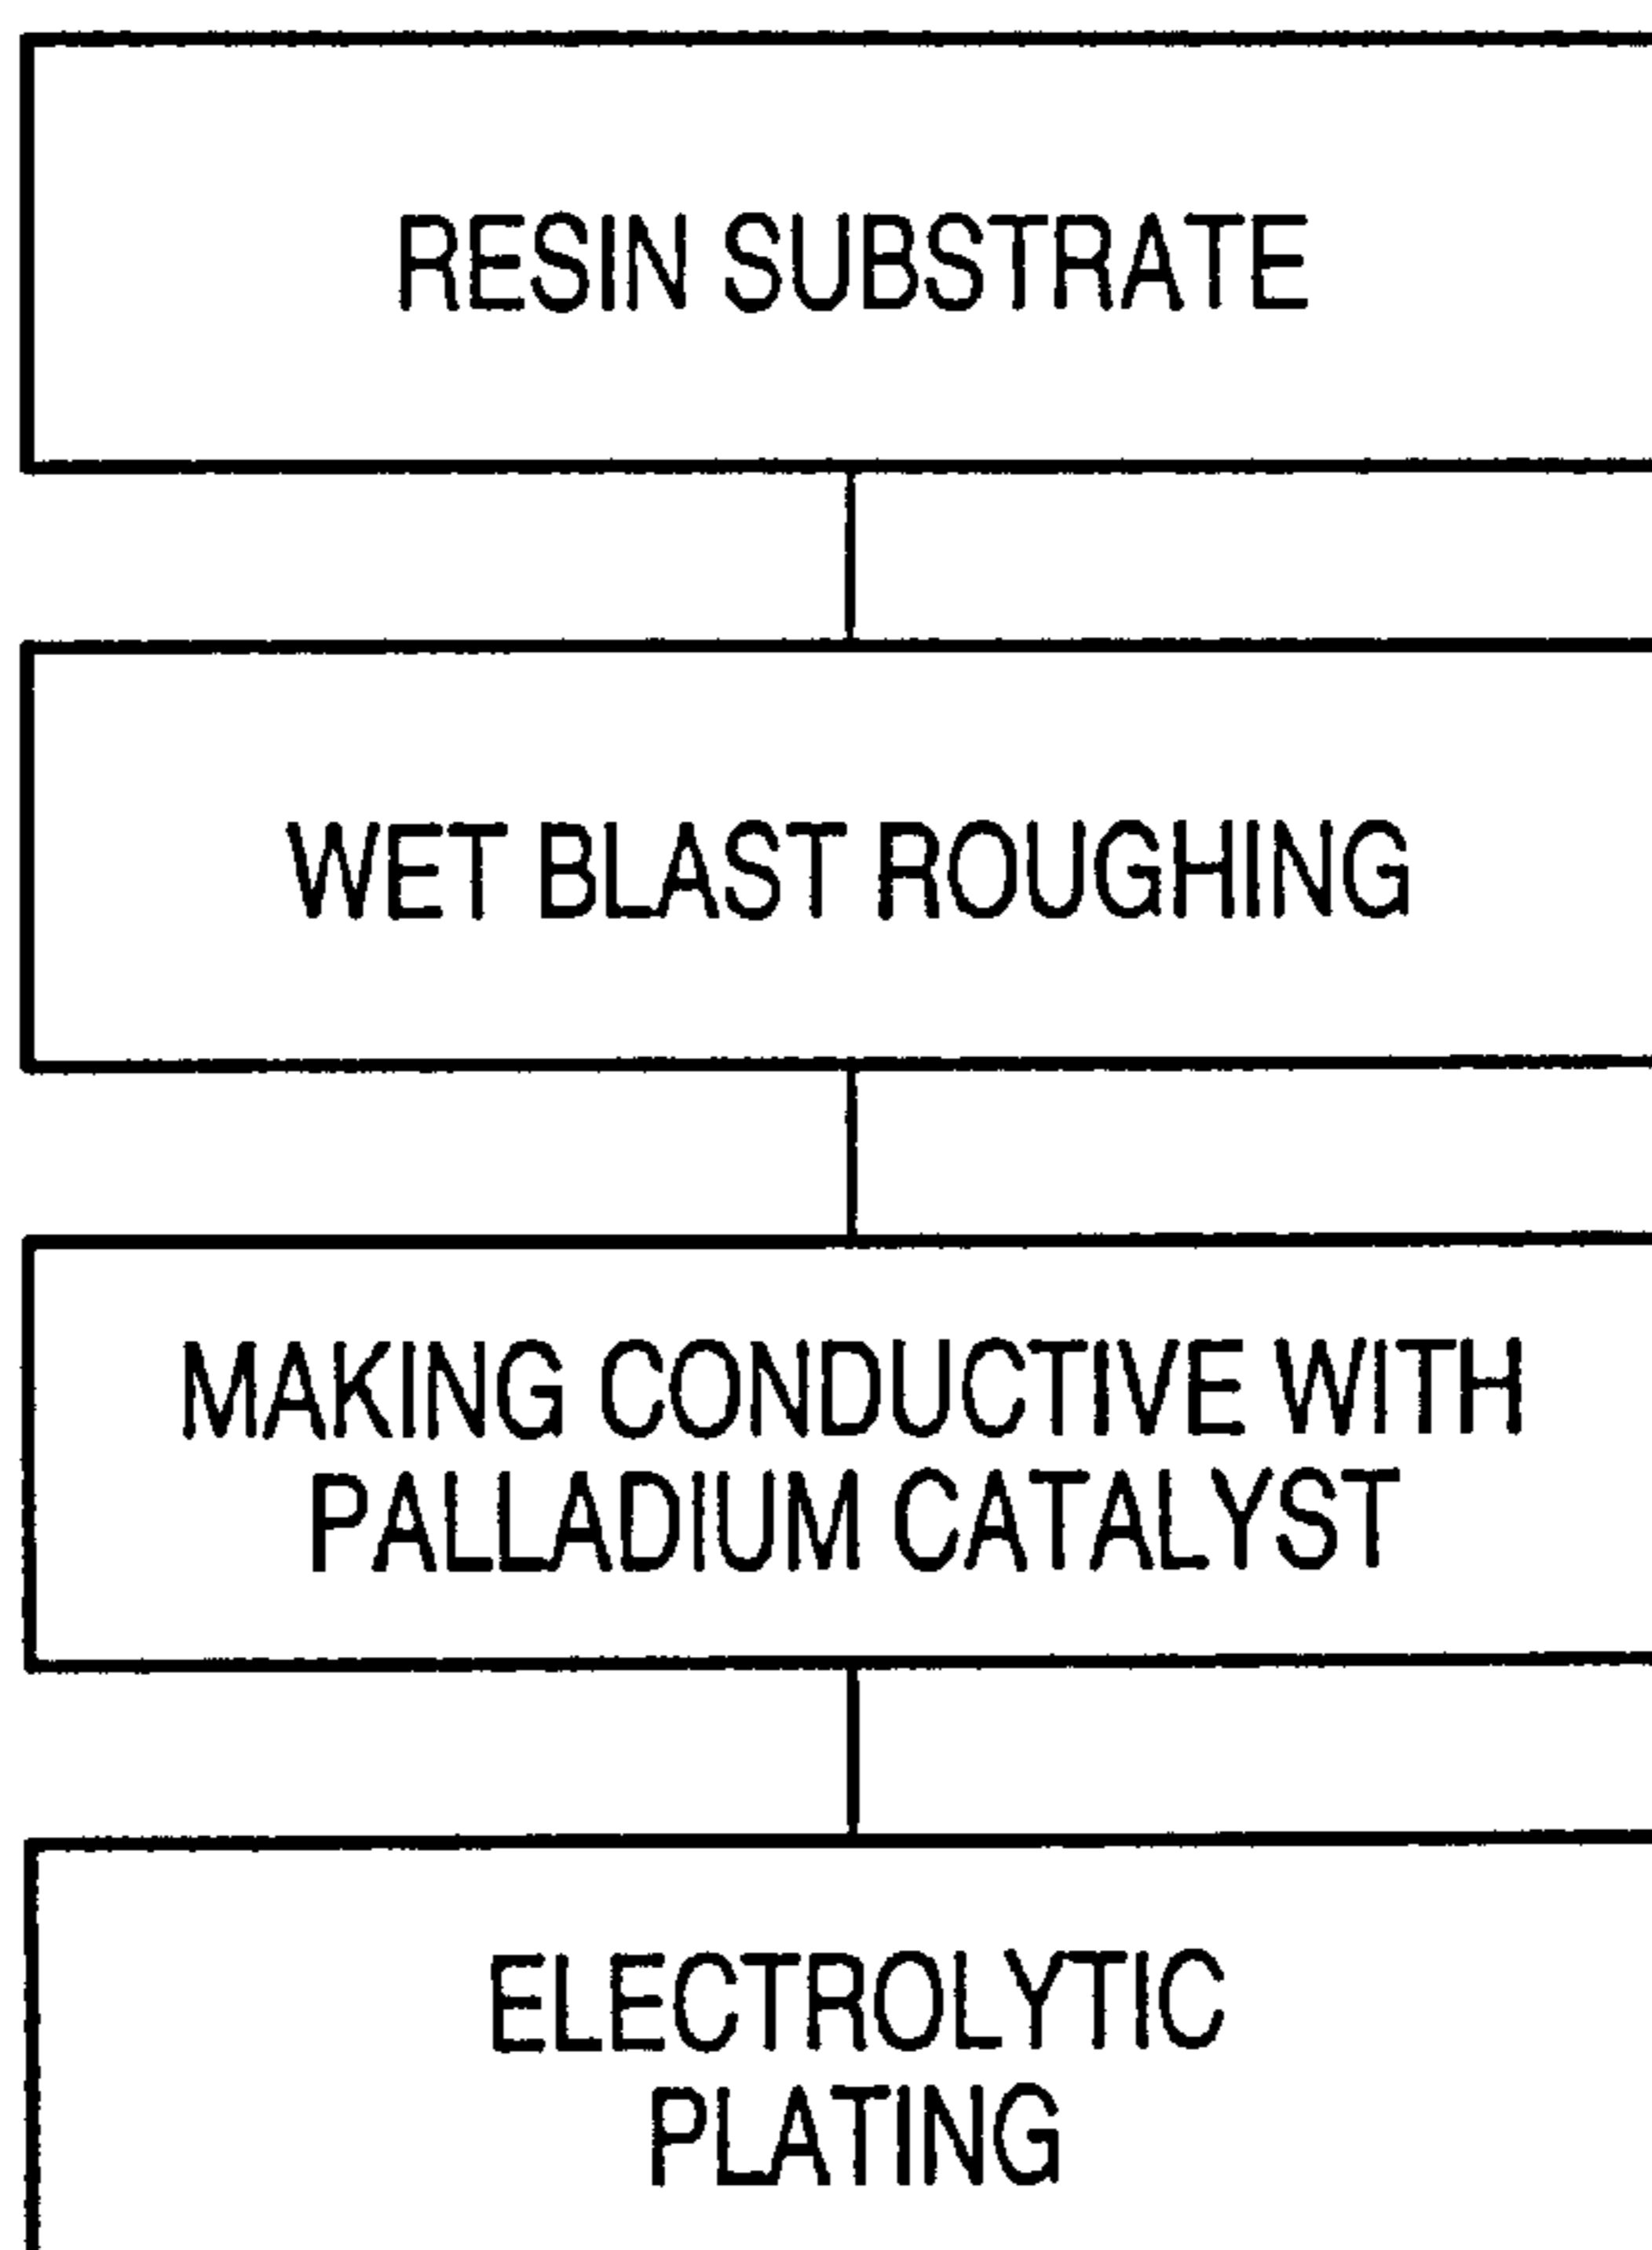 RESIN SUBSTRATE
WET BLAST ROUGHING
MAKING CONDUCTIVE WITH
PALLADIUM CATALYST
ELECTROLYTIC
PLATING